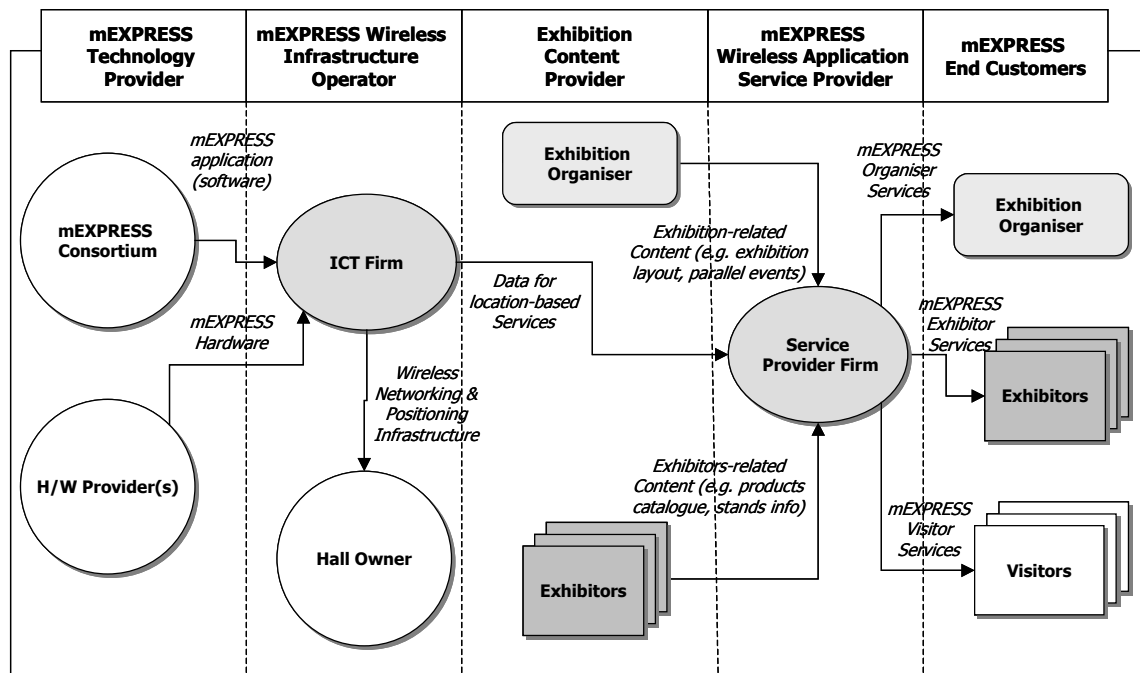 mEXPRESS
Technology
Provider
mEXPRESS Wireless
Infrastructure
Operator
Exhibition
Content
Provider
mEXPRESS
Wireless Application
Service Provider
mEXPRESS
End Customers
mEXPRESS
application
(software)
mEXPRESS
Consortium
mEXPRESS
Hardware
H/W Provider(s)
ICT Firm
Wireless
Networking &
Positioning
Infrastructure
Hall Owner
Data for
location-based
Services
Exhibition
Organiser
Exhibition-related
Content (e.g. exhibition
layout, parallel events)
Exhibitors-related
Content (e.g. products
catalogue, stands info)
Exhibitors
Service
Provider Firm
mEXPRESS
Organiser
Services
Exhibition
Organiser
mEXPRESS
Exhibitor
Services
Exhibitors
mEXPRESS
Visitor
Services
Visitors